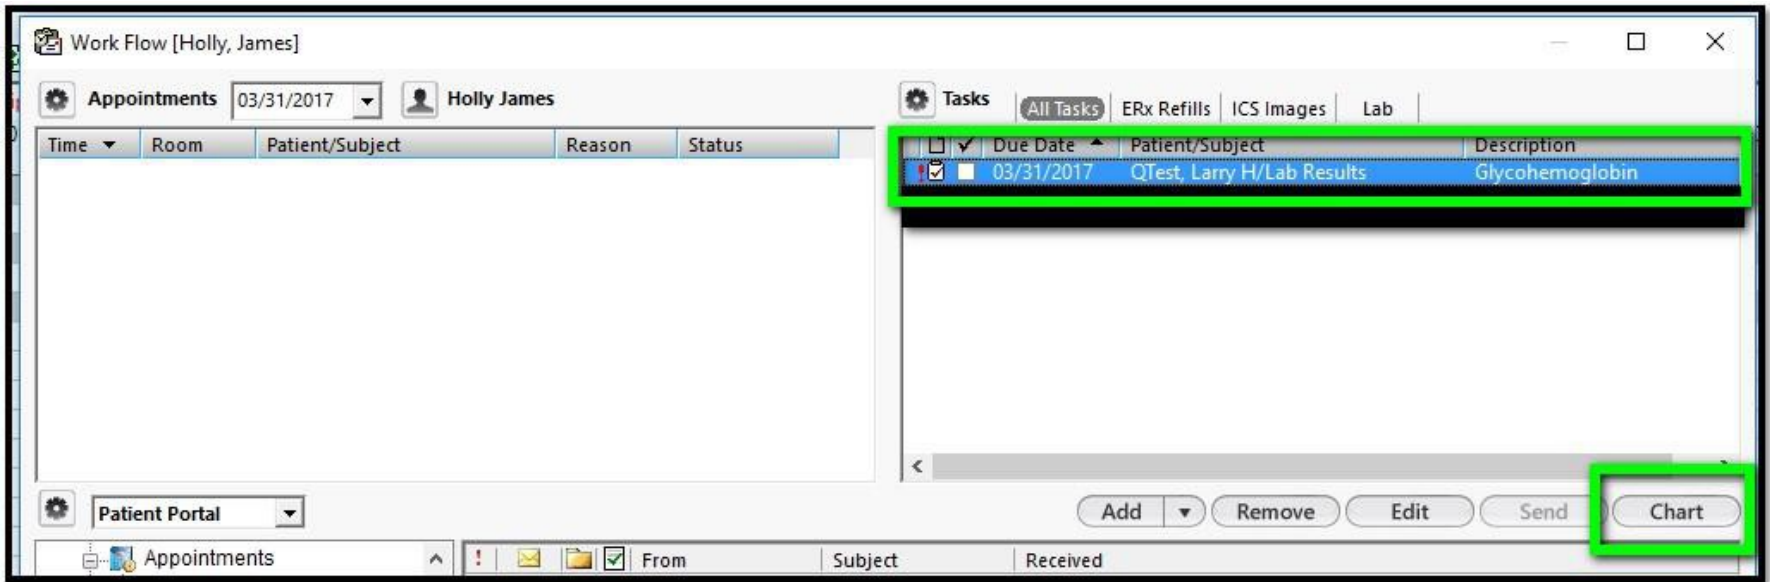 Work Flow [Holly, James]
Appointments 03/31/2017 Holly James
Time Room Patient/Subject Reason Status
Tasks All Tasks ERx Refills ICS Images Lab
Due Date Patient/Subject Description
03/31/2017 QTest, Larry H/Lab Results Glycohemoglobin
Patient Portal
Add Remove Edit Send Chart
Appointments
! From Subject Received